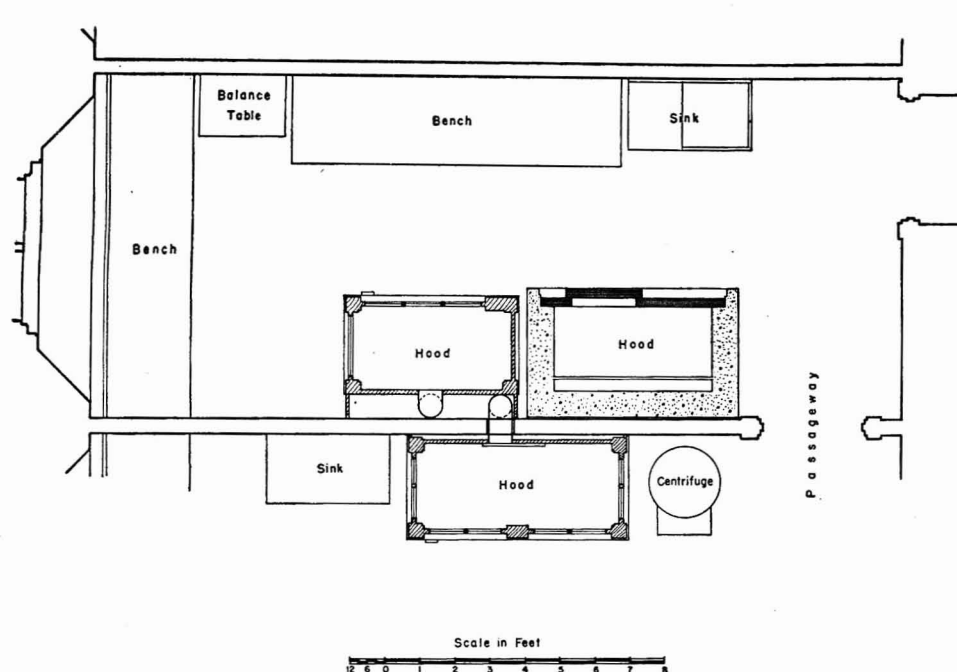 Balance
Table
Bench
Sink
Bench
Hood
Hood
Passageway
Sink
Hood
Centrifuge
Scale in Feet
12 6 0 1 2 3 4 5 6 7 8